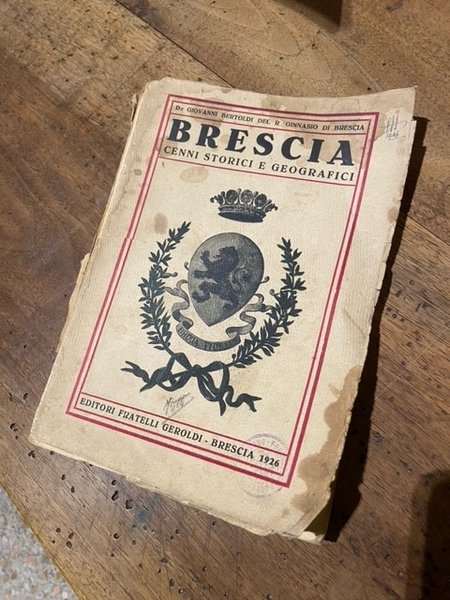 Dr GIOVANNI BERTOLDI DEL R. GINNASIO DI BRESCIA
BRESCIA
CENNI STORICI E GEOGRAFICI
EDITORI FRATELLI GEROLDI - BRESCIA 1926